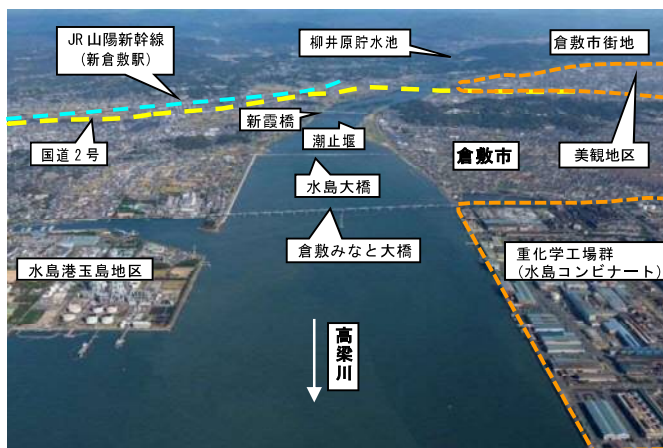 JR山陽新幹線
(新倉敷駅)
柳井原貯水池
倉敷市街地
新霞橋
国道2号
潮止堰
倉敷市
美観地区
水島大橋
倉敷みなと大橋
水島港玉島地区
重化学工場群
(水島コンビナート)
高梁川